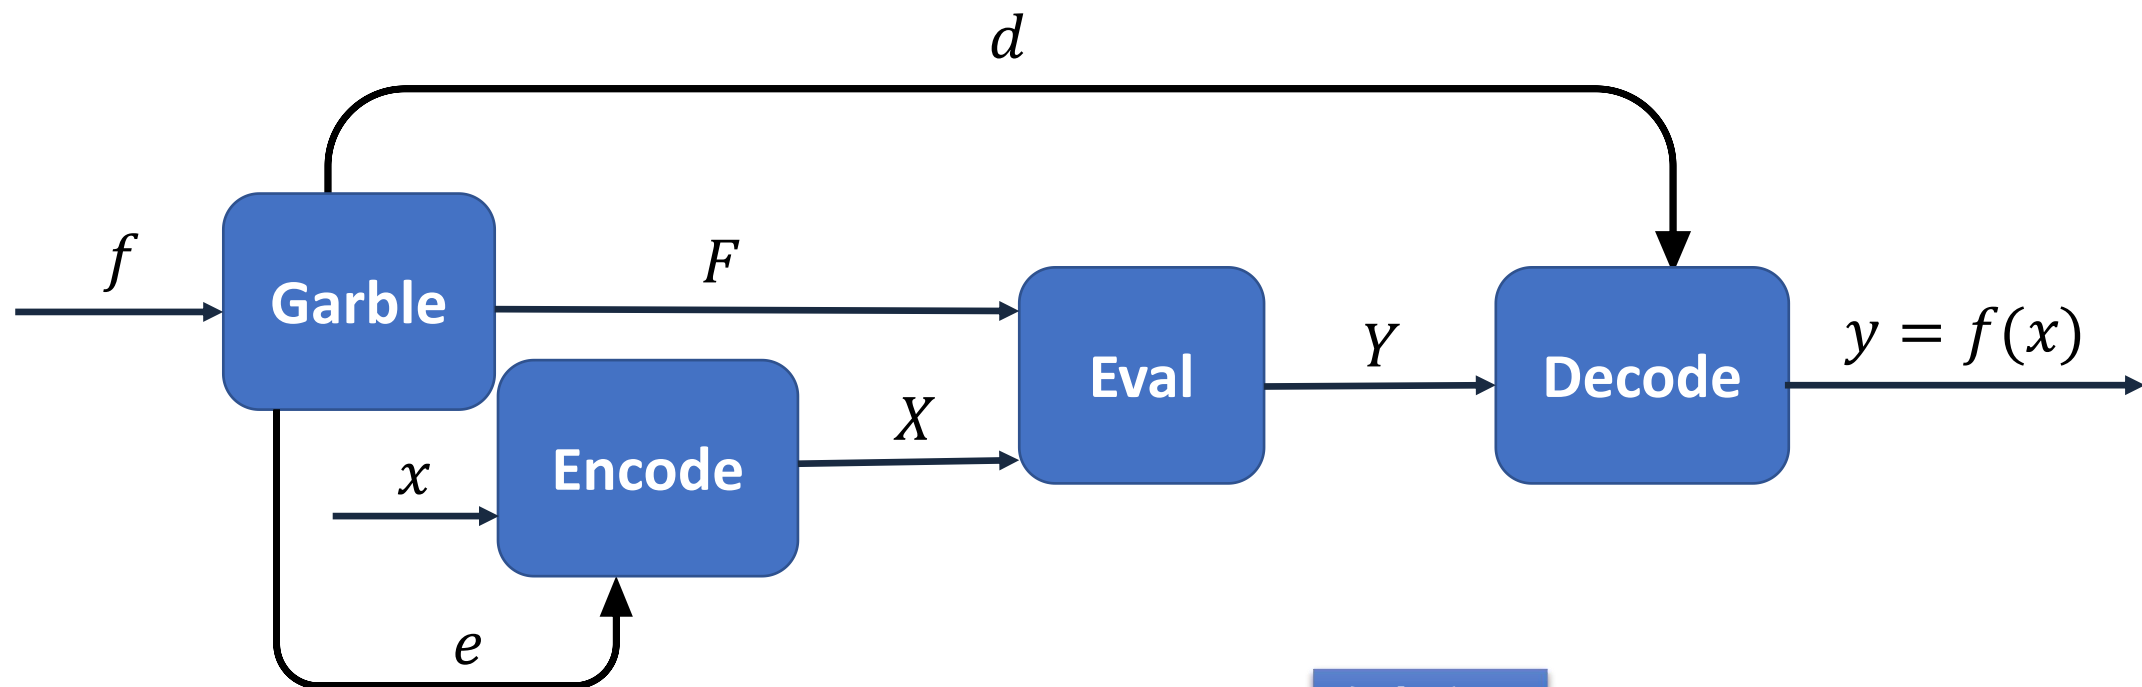 d
f
Garble
F
Eval
Y
Decode
y = f(x)
x
Encode
X
e